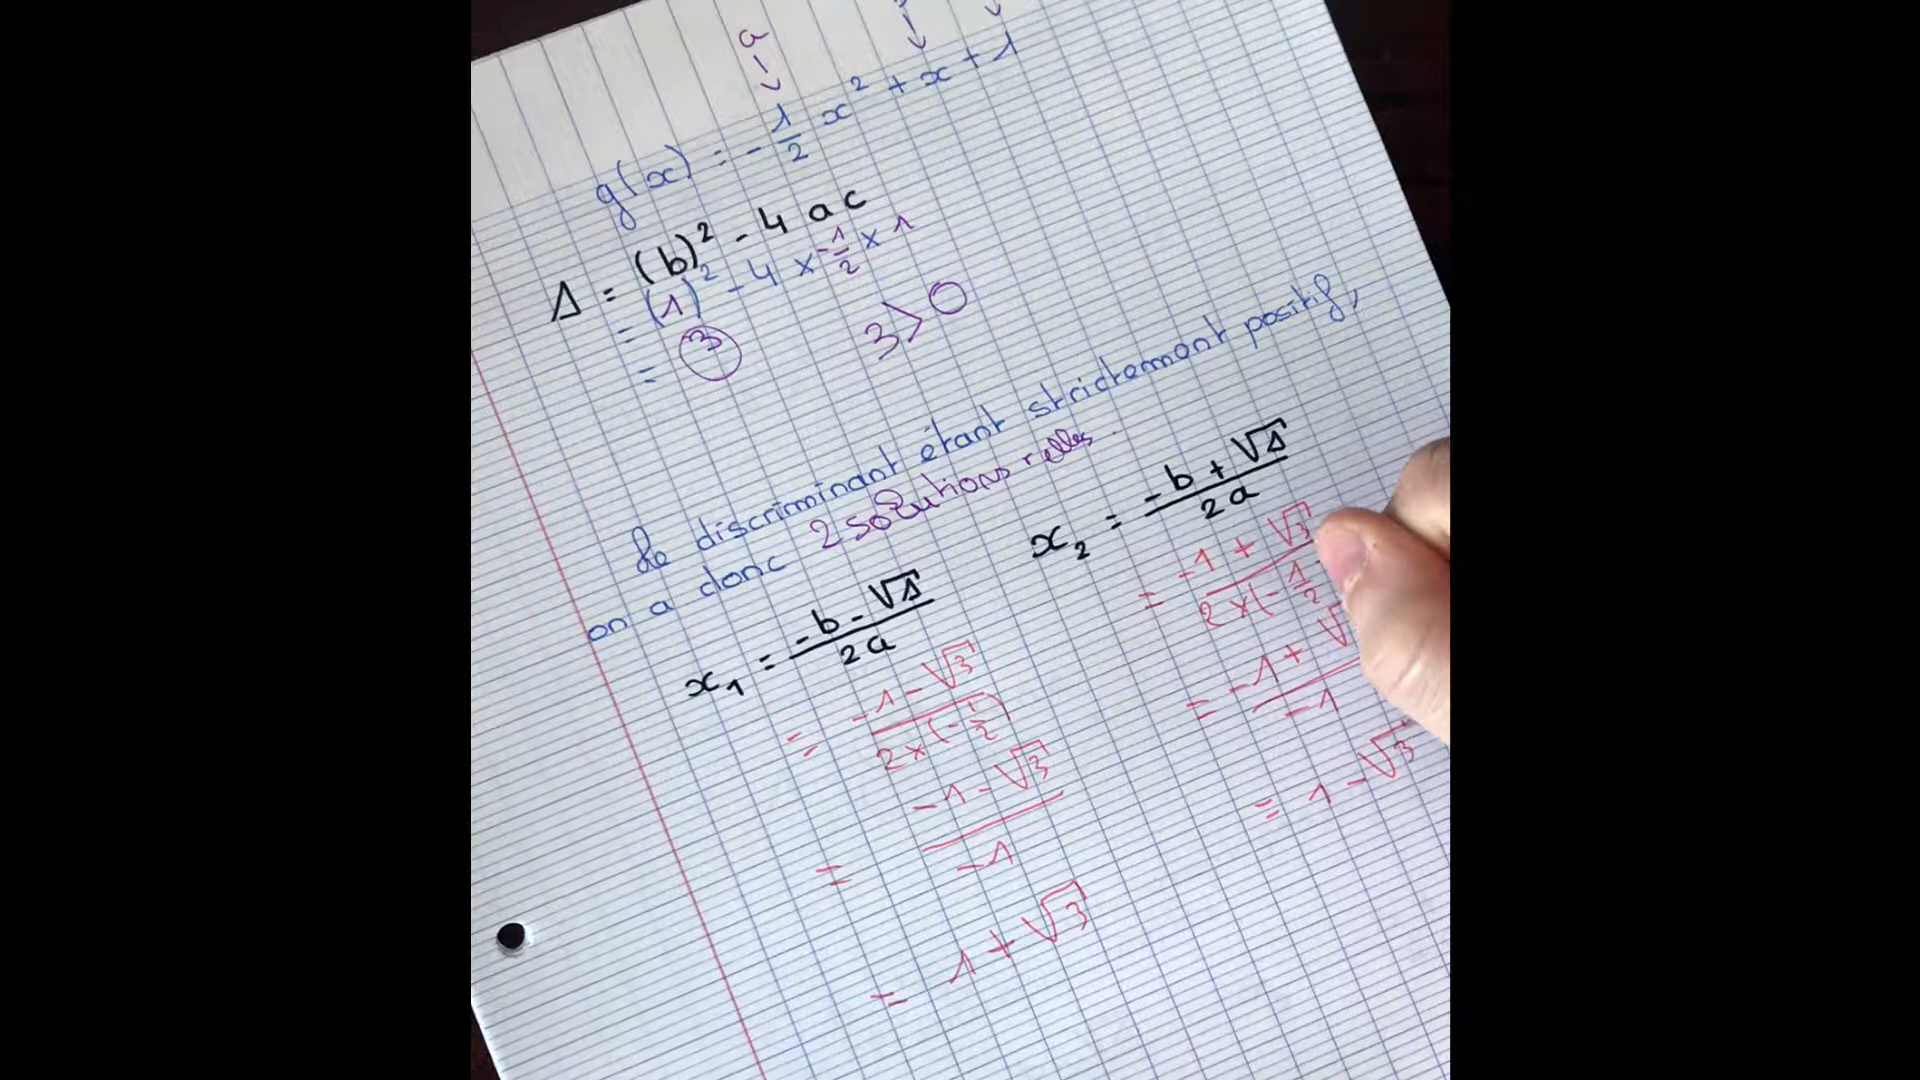 a
g(x) = -1/2 x² + x + 1
Δ = (b)² - 4 a c
= (1)² - 4 × -1/2 × 1
= 3
3 > 0
Le discriminant étant strictement positif,
on a donc 2 solutions réelles.
x₁ = (-b - √Δ)/(2a)
= (-1 - √3)/(2 × (-1/2)
= (-1 - √3)/(-1)
= 1 + √3
x₂ = (-b + √Δ)/(2a)
= (-1 + √3)/(2 × (-1/2
= (-1 + √)/(-1)
= 1 - √3